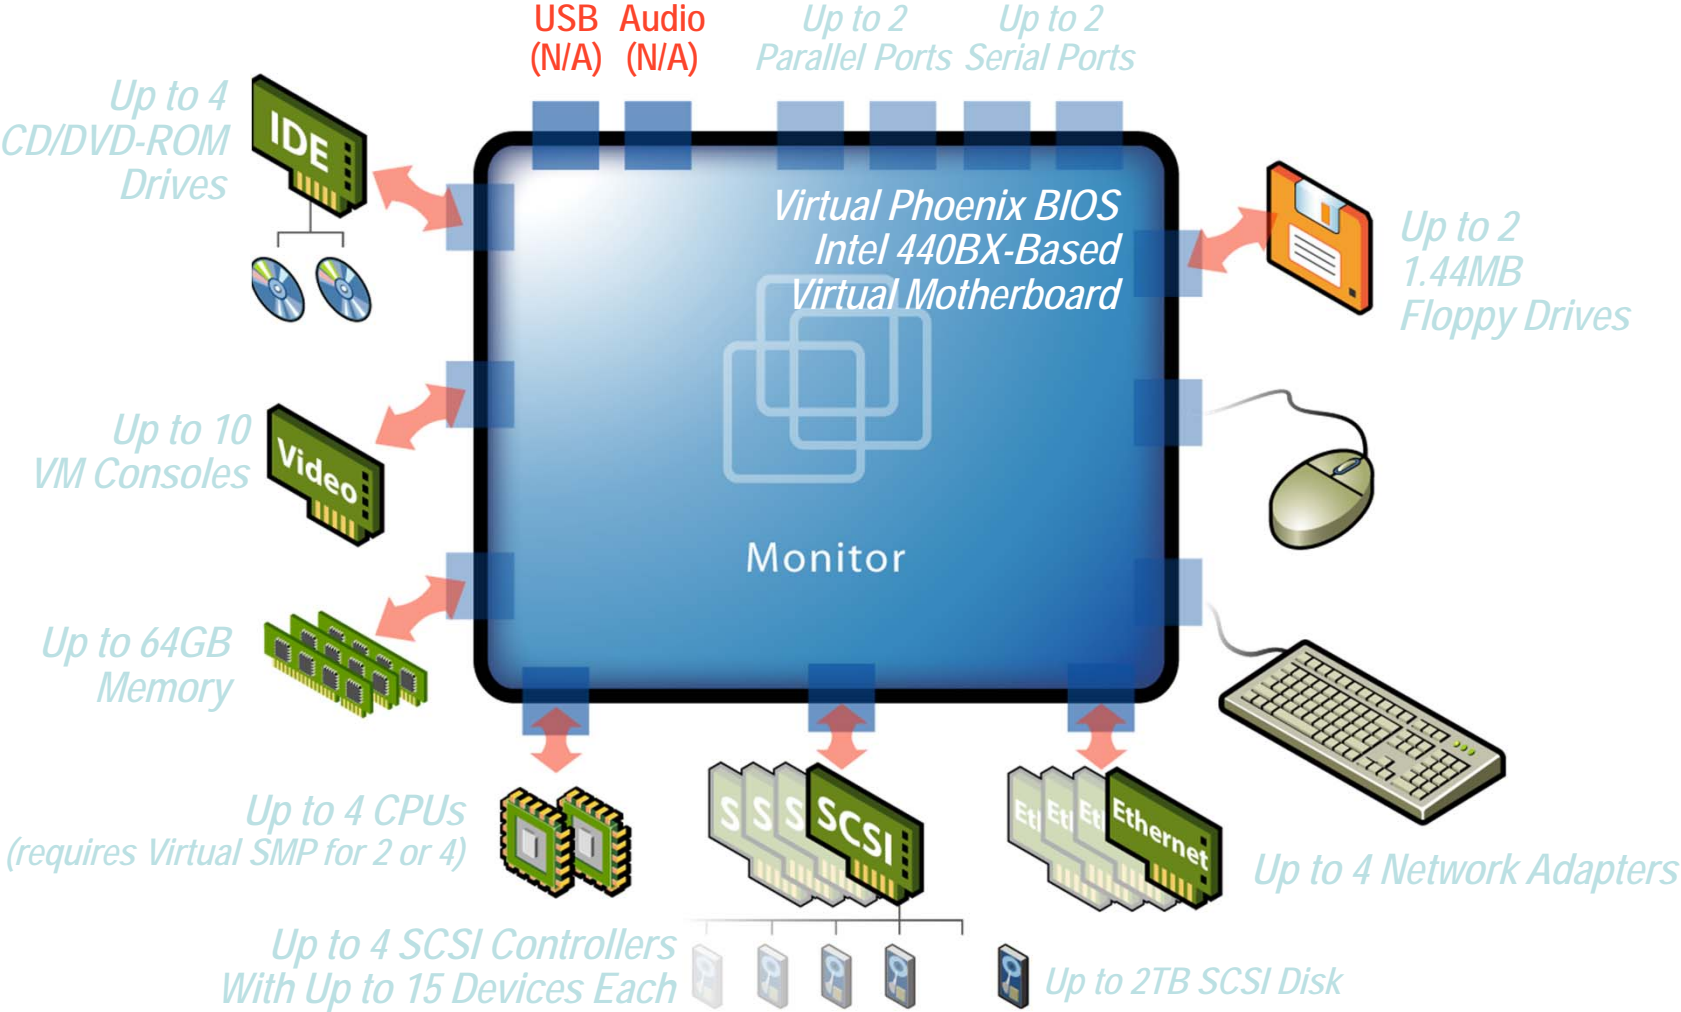 USB
(N/A)
Audio
(N/A)
Up to 2
Parallel Ports
Up to 2
Serial Ports
Up to 4
CD/DVD-ROM
Drives
IDE
Virtual Phoenix BIOS
Intel 440BX-Based
Virtual Motherboard
Up to 2
1.44MB
Floppy Drives
Up to 10
VM Consoles
Video
Monitor
Up to 64GB
Memory
Up to 4 CPUs
(requires Virtual SMP for 2 or 4)
S
S
S
SCSI
Et
Et
Et
Ethernet
Up to 4 Network Adapters
Up to 4 SCSI Controllers
With Up to 15 Devices Each
Up to 2TB SCSI Disk